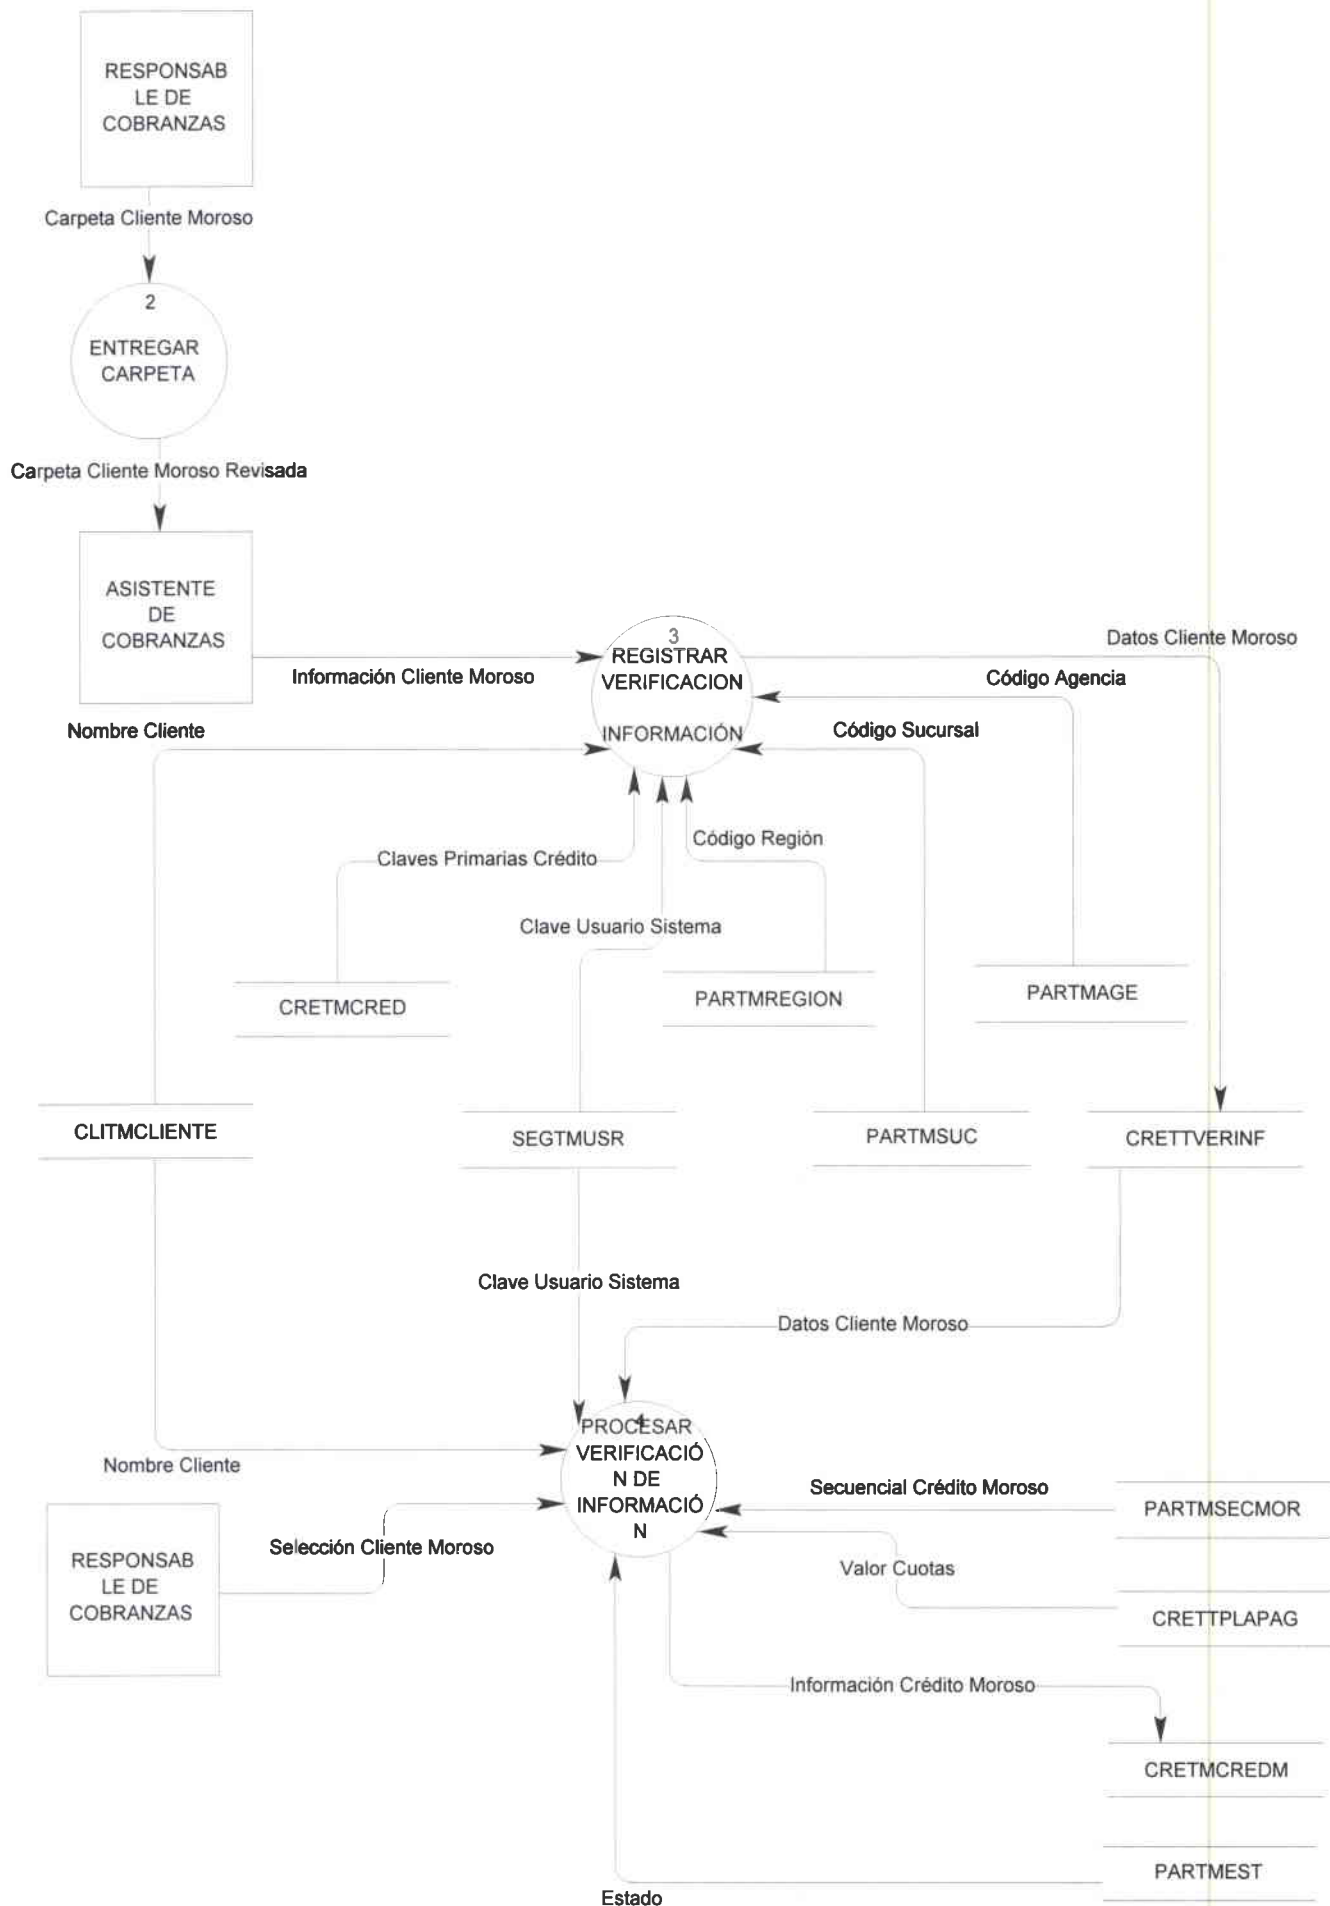 RESPONSAB
LE DE
COBRANZAS
Carpeta Cliente Moroso
2
ENTREGAR
CARPETA
Carpeta Cliente Moroso Revisada
ASISTENTE
DE
COBRANZAS
Información Cliente Moroso
3
REGISTRAR
VERIFICACION
INFORMACIÓN
Datos Cliente Moroso
Código Agencia
Nombre Cliente
Código Sucursal
Código Región
Claves Primarias Crédito
Clave Usuario Sistema
CRETMCRED
PARTMREGION
PARTMAGE
CLITMCLIENTE
SEGTMUSR
PARTMSUC
CRETTVERINF
Clave Usuario Sistema
Datos Cliente Moroso
4
PROCESAR
VERIFICACIÓ
N DE
INFORMACIÓ
N
Nombre Cliente
Secuencial Crédito Moroso
PARTMSECMOR
RESPONSAB
LE DE
COBRANZAS
Selección Cliente Moroso
Valor Cuotas
CRETTPLAPAG
Información Crédito Moroso
CRETMCREDM
PARTMEST
Estado